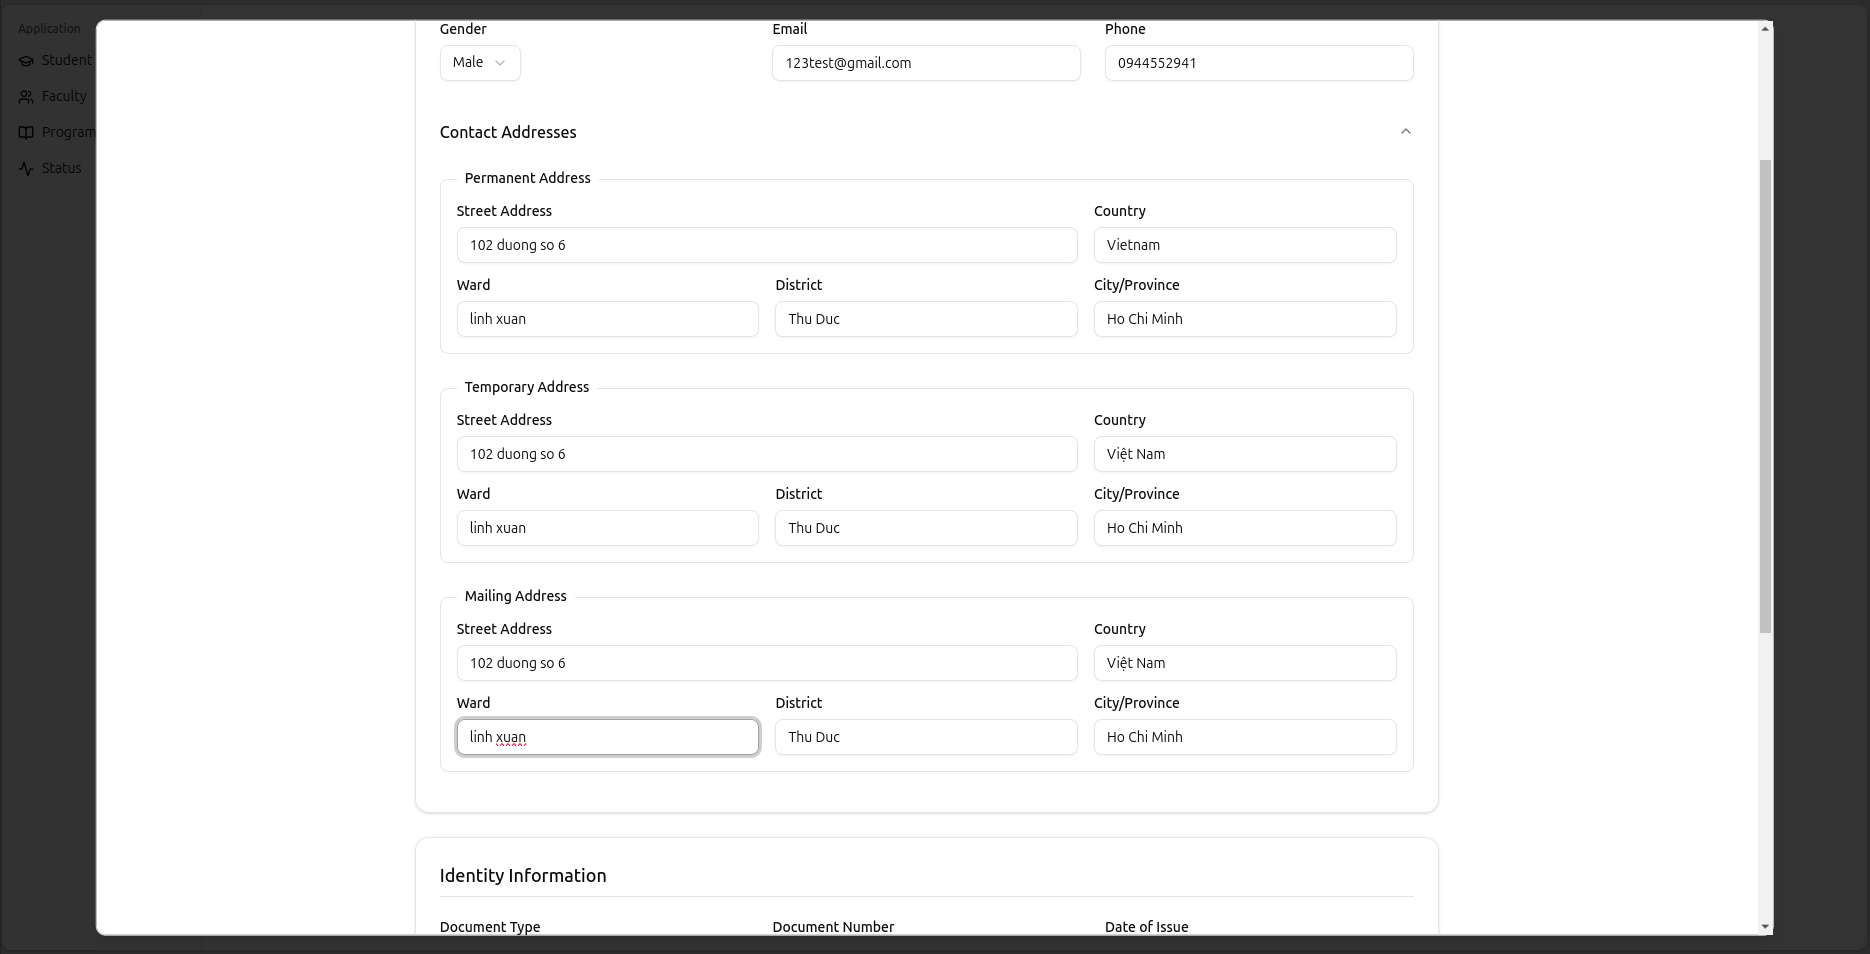 Application
Student
Faculty
Program
Status
Gender
Email
Phone
Male
123test@gmail.com
0944552941
Contact Addresses
Permanent Address
Street Address
Country
102 duong so 6
Vietnam
Ward
District
City/Province
linh xuan
Thu Duc
Ho Chi Minh
Temporary Address
Street Address
Country
102 duong so 6
Việt Nam
Ward
District
City/Province
linh xuan
Thu Duc
Ho Chi Minh
Mailing Address
Street Address
Country
102 duong so 6
Việt Nam
Ward
District
City/Province
linh xuan
Thu Duc
Ho Chi Minh
Identity Information
Document Type
Document Number
Date of Issue